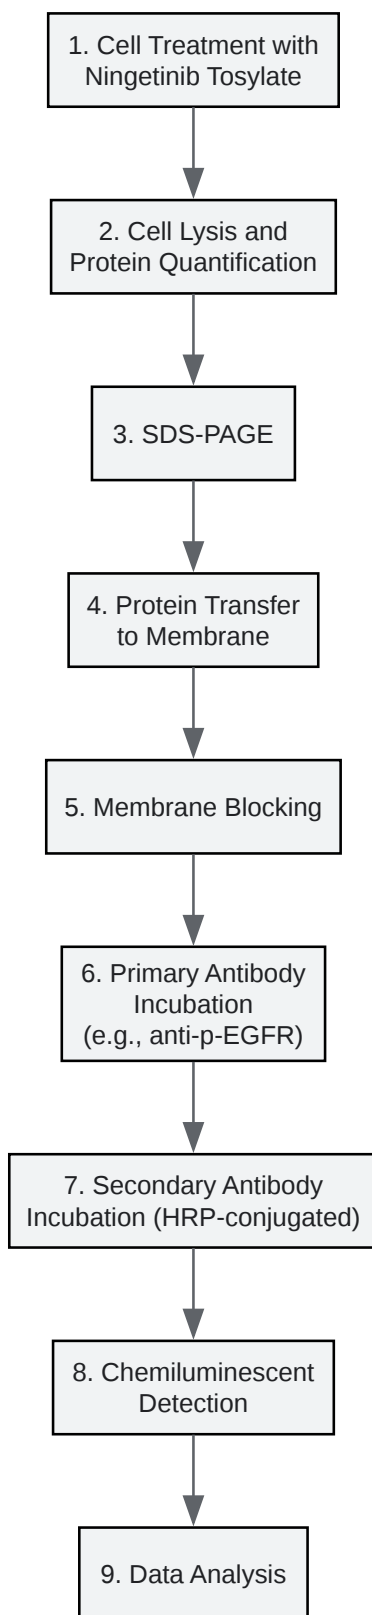 1. Cell Treatment with
Ningetinib Tosylate
2. Cell Lysis and
Protein Quantification
3. SDS-PAGE
4. Protein Transfer
to Membrane
5. Membrane Blocking
6. Primary Antibody
Incubation
(e.g., anti-p-EGFR)
7. Secondary Antibody
Incubation (HRP-conjugated)
8. Chemiluminescent
Detection
9. Data Analysis